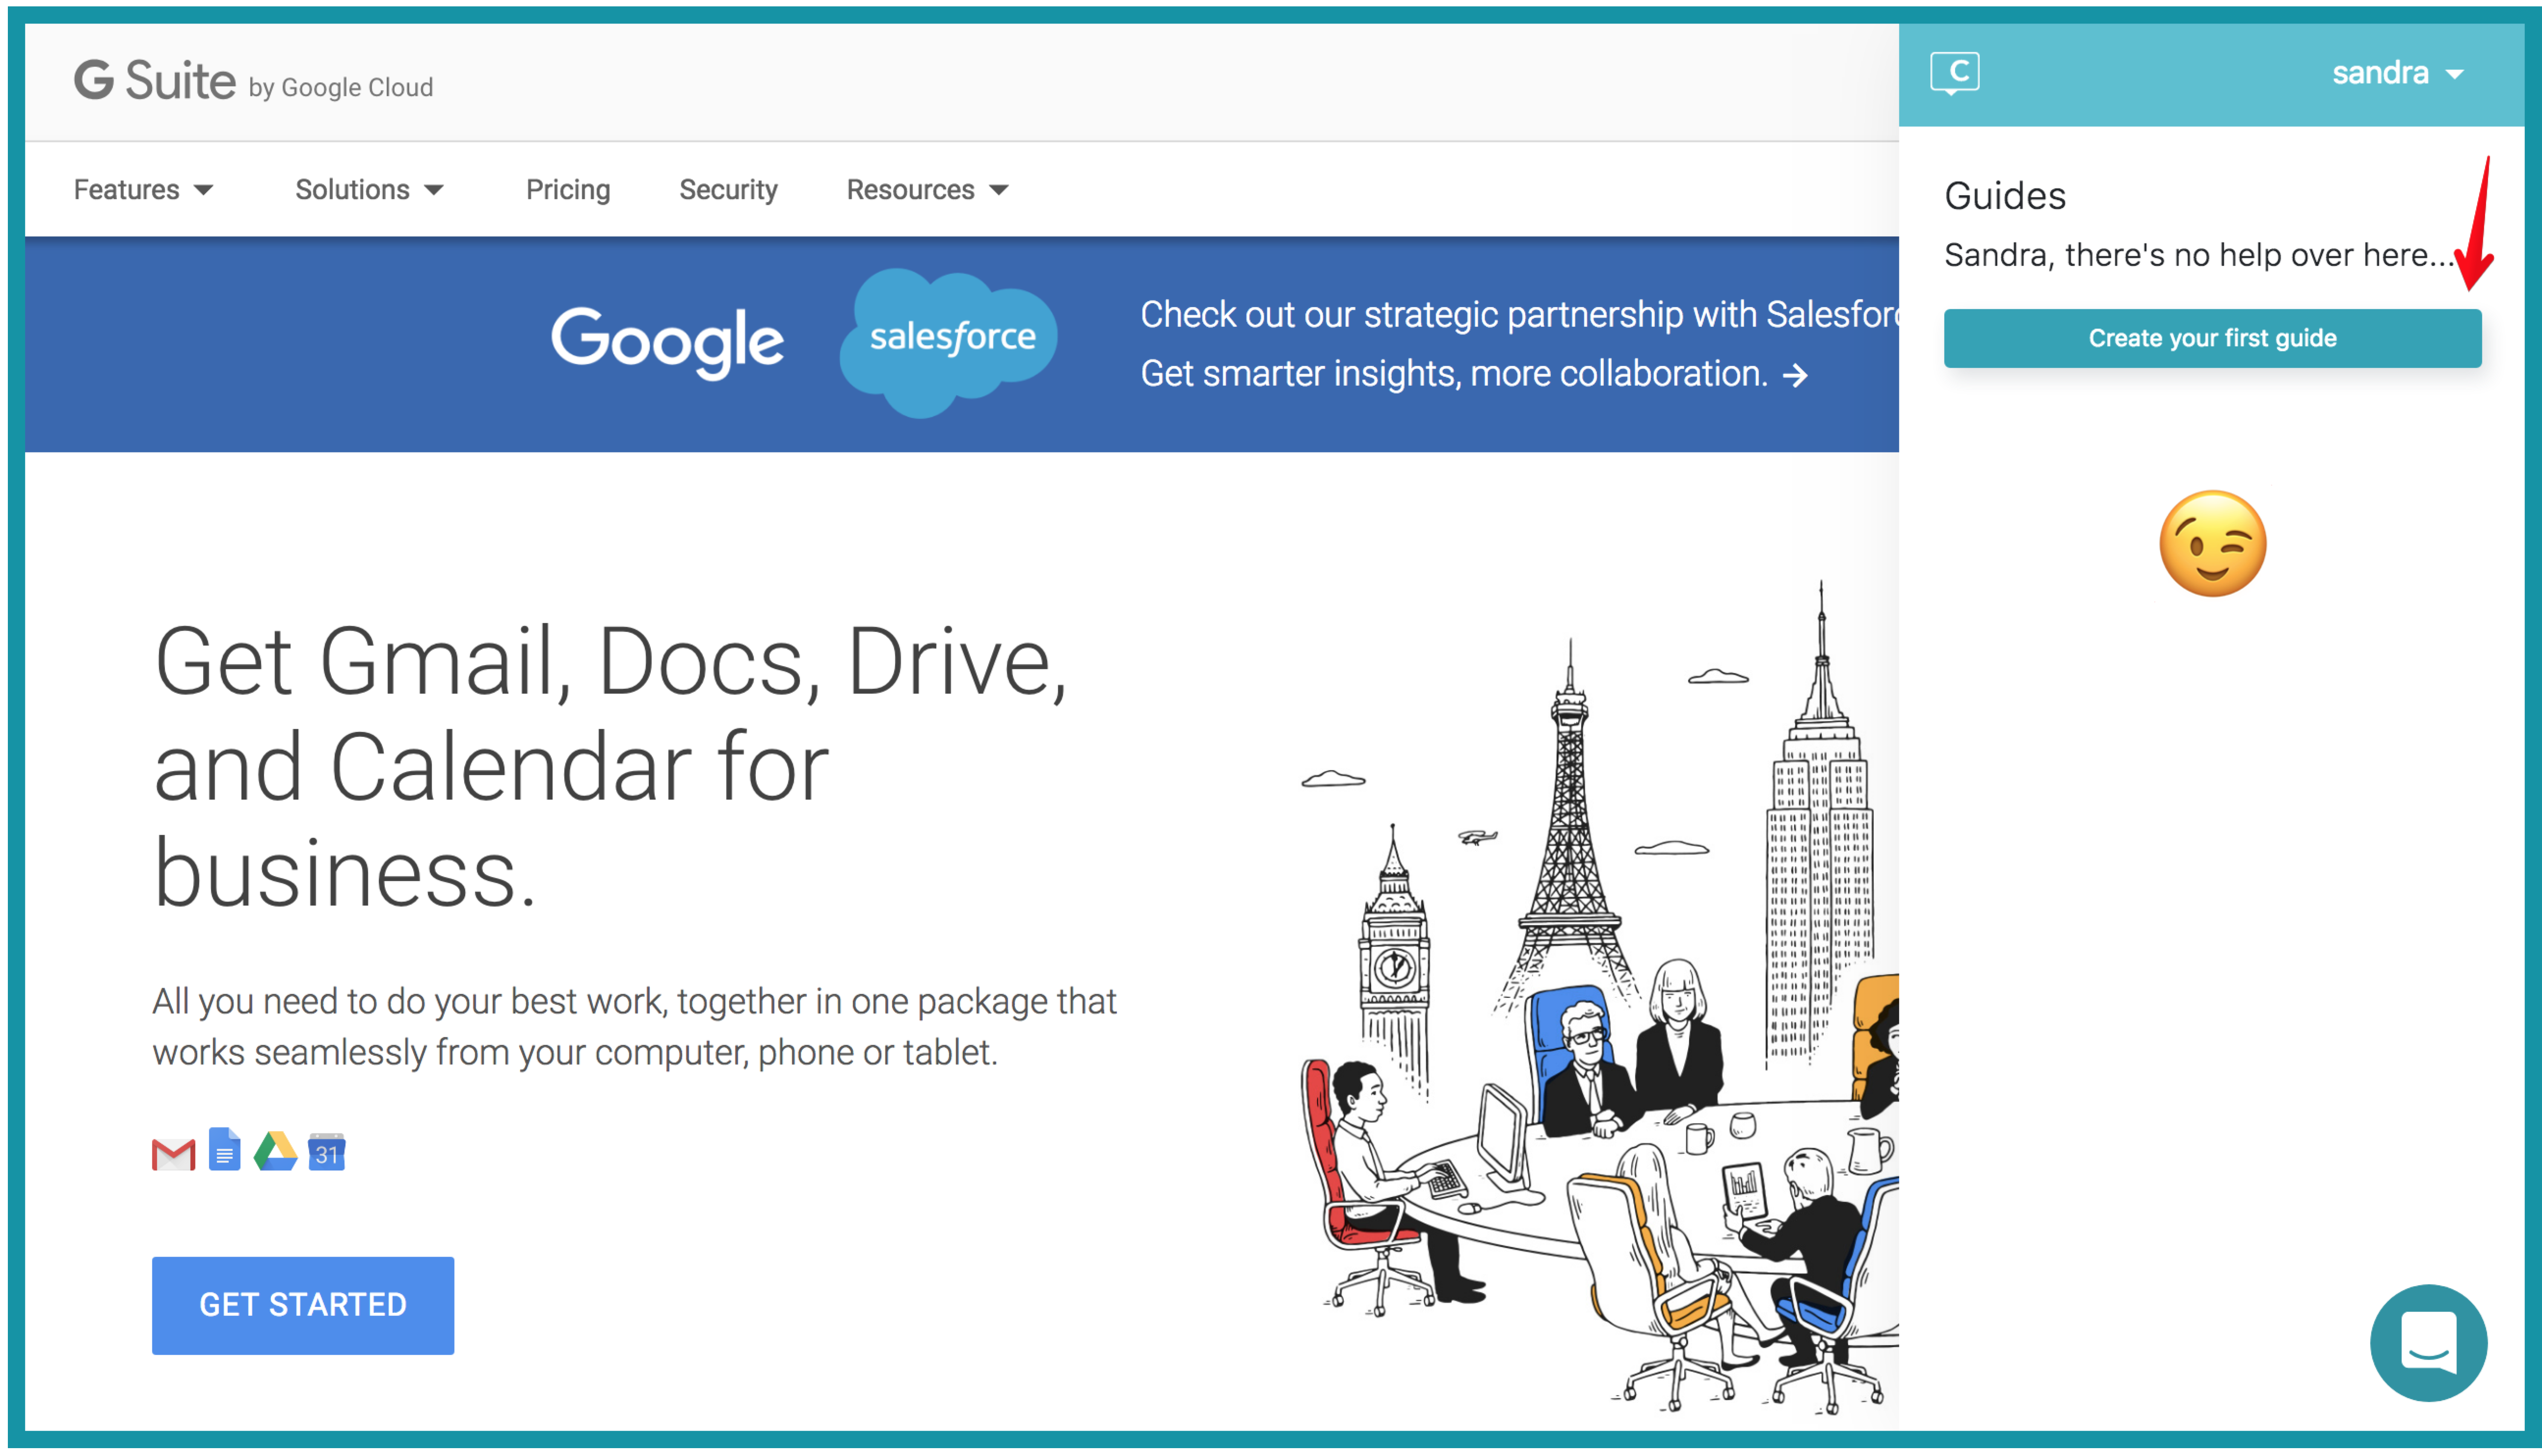 G Suite by Google Cloud
Features
Solutions
Pricing
Security
Resources
Google
salesforce
Check out our strategic partnership with Salesforc
Get smarter insights, more collaboration. →
Get Gmail, Docs, Drive,
and Calendar for
business.
All you need to do your best work, together in one package that
works seamlessly from your computer, phone or tablet.
31
GET STARTED
C
sandra
Guides
Sandra, there's no help over here...
Create your first guide